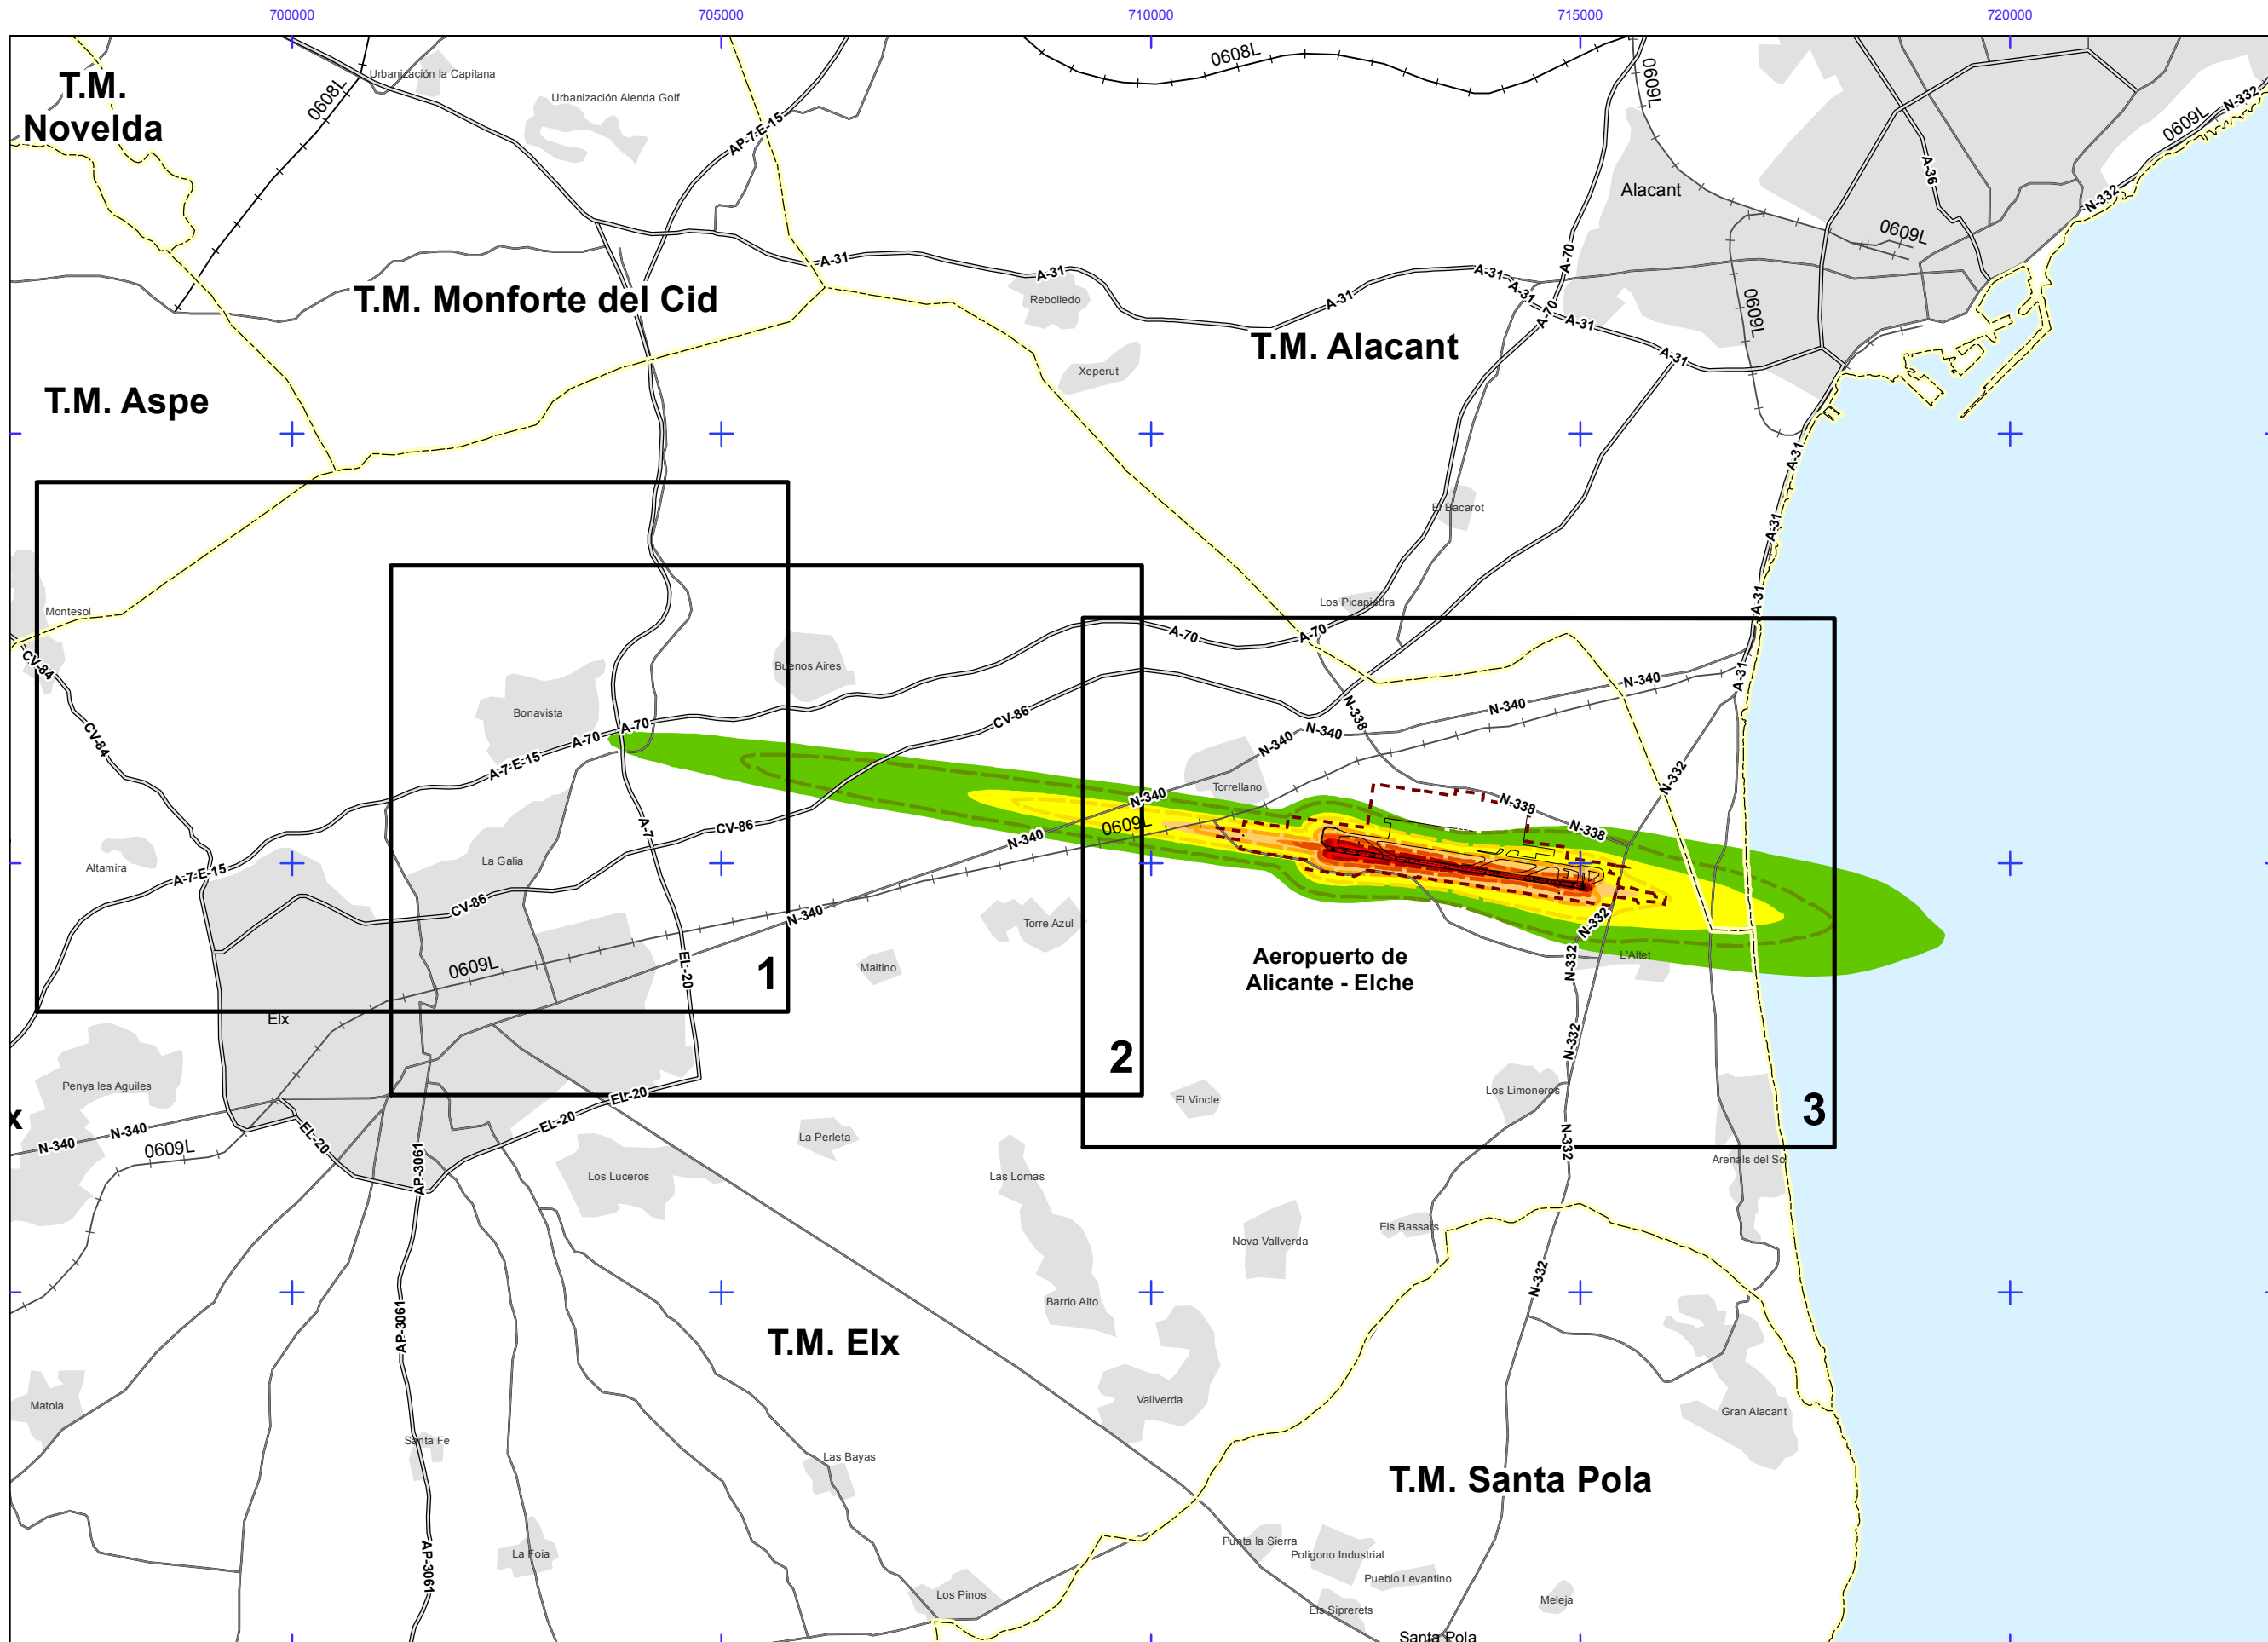 700000
705000
710000
715000
720000
T.M.
Novelda
Urbanización la Capitana
0608L
Urbanización Alenda Golf
AP-7-E-15
0608L
0609L
N-332
0609L
A-36
N-332
Alacant
0609L
A-70
A-31
A-31
A-31
A-31
A-31
A-31
A-70
A-31
0609L
Rebolledo
T.M. Monforte del Cid
T.M. Alacant
Xeperut
T.M. Aspe
A-31
El Bacarot
A-31
A-31
Montesol
Los Picapiedra
A-70
A-70
CV-84
Buenos Aires
A-31
N-340
N-340
N-338
Bonavista
CV-84
A-70
A-70
CV-86
N-340
N-340
A-7-E-15
Torrellano
N-332
N-340
N-338
N-338
0609L
CV-86
A-7
N-340
La Galia
Altamira
A-7-E-15
CV-86
N-340
Torre Azul
N-332
L'Altet
N-332
Maitino
0609L
EL-20
1
Aeropuerto de
Alicante - Elche
Elx
N-332
2
Penya les Aguiles
EL-20
El Vincle
Los Limoneros
3
x
N-340
N-340
0609L
EL-20
EL-20
AP-3061
La Perleta
N-332
Arenals del Sol
Los Luceros
Las Lomas
Els Bassars
Nova Vallverda
N-332
Barrio Alto
AP-3061
T.M. Elx
Vallverda
Matola
Gran Alacant
Santa Fe
Las Bayas
T.M. Santa Pola
Punta la Sierra
Poligono Industrial
La Foia
AP-3061
Pueblo Levantino
Los Pinos
Meleja
Els Siprerets
Santa Pola